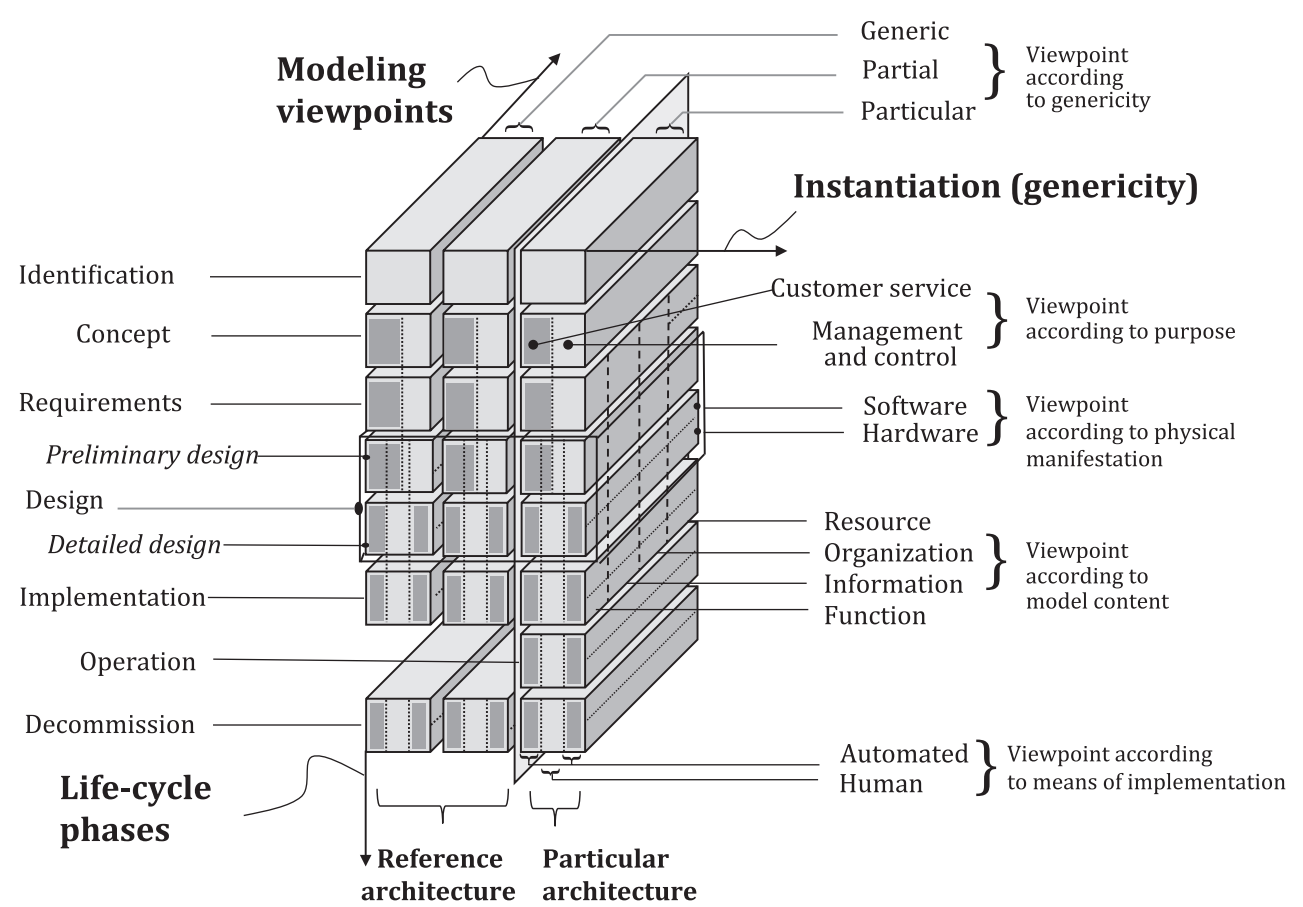 Modeling
viewpoints
Generic
Partial
Particular
Viewpoint
according
to genericity
Instantiation (genericity)
Identification
Concept
Requirements
Preliminary design
Design
Detailed design
Implementation
Operation
Decommission
Customer service
Management
and control
Viewpoint
according to purpose
Software
Hardware
Viewpoint
according to physical
manifestation
Resource
Organization
Information
Function
Viewpoint
according to
model content
Automated
Human
Viewpoint according
to means of implementation
Life-cycle
phases
Reference
architecture
Particular
architecture